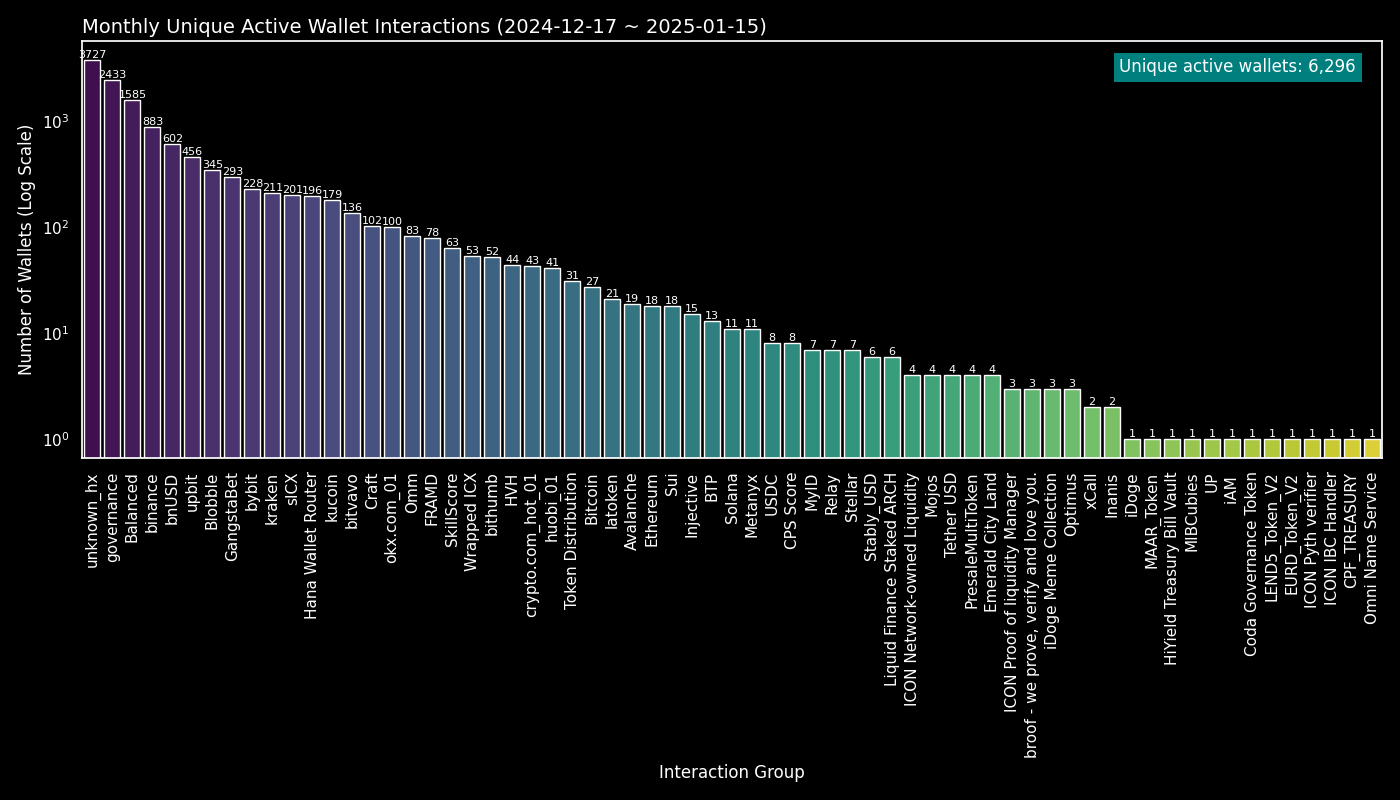 Monthly Unique Active Wallet Interactions (2024-12-17 ~ 2025-01-15)
Unique active wallets: 6,296
Number of Wallets (Log Scale)
10³
10²
10¹
10⁰
3727
2433
1585
883
602
456
345
293
228
211
201
196
179
136
102
100
83
78
63
53
52
44
43
41
31
27
21
19
18
18
15
13
11
11
8
8
7
7
7
6
6
4
4
4
4
4
3
3
3
3
2
2
1
1
1
1
1
1
1
1
1
1
1
1
1
unknown_hx
governance
Balanced
binance
bnUSD
upbit
Blobble
GangstaBet
bybit
kraken
sICX
Hana Wallet Router
kucoin
bitvavo
Craft
okx.com_01
Omm
FRAMD
SkillScore
Wrapped ICX
bithumb
HVH
crypto.com_hot_01
huobi_01
Token Distribution
Bitcoin
latoken
Avalanche
Ethereum
Sui
Injective
BTP
Solana
Metanyx
USDC
CPS Score
MyID
Relay
Stellar
Stably_USD
Liquid Finance Staked ARCH
ICON Network-owned Liquidity
Mojos
Tether USD
PresaleMultiToken
Emerald City Land
ICON Proof of liquidity Manager
broof - we prove, verify and love you.
iDoge Meme Collection
Optimus
xCall
Inanis
iDoge
MAAR_Token
HiYield Treasury Bill Vault
MIBCubies
UP
iAM
Coda Governance Token
LEND5_Token_V2
EURD_Token_V2
ICON Pyth verifier
ICON IBC Handler
CPF_TREASURY
Omni Name Service
Interaction Group